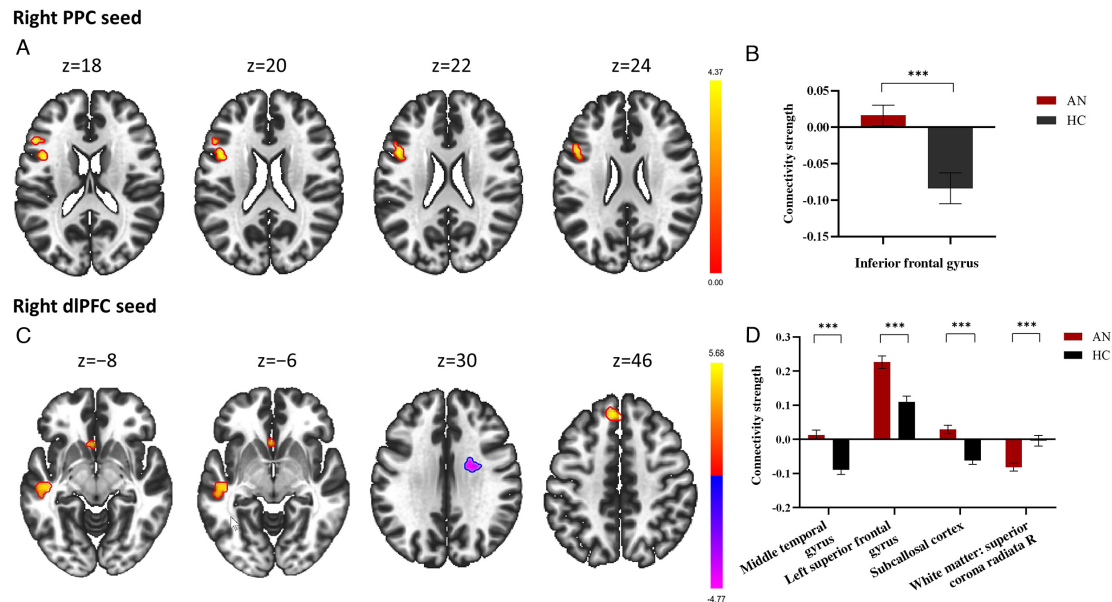 Right PPC seed
A
z=18
z=20
z=22
z=24
4.37
0.00
B
***
AN
HC
0.05
0.00
-0.05
-0.10
-0.15
Connectivity strength
Inferior frontal gyrus
Right dlPFC seed
C
z=−8
z=−6
z=30
z=46
5.68
-4.77
D
*** *** *** ***
AN
HC
0.3
0.2
0.1
0.0
-0.1
-0.2
Connectivity strength
Middle temporal
gyrus
Left superior frontal
gyrus
Subcallosal cortex
White matter: superior
corona radiata R